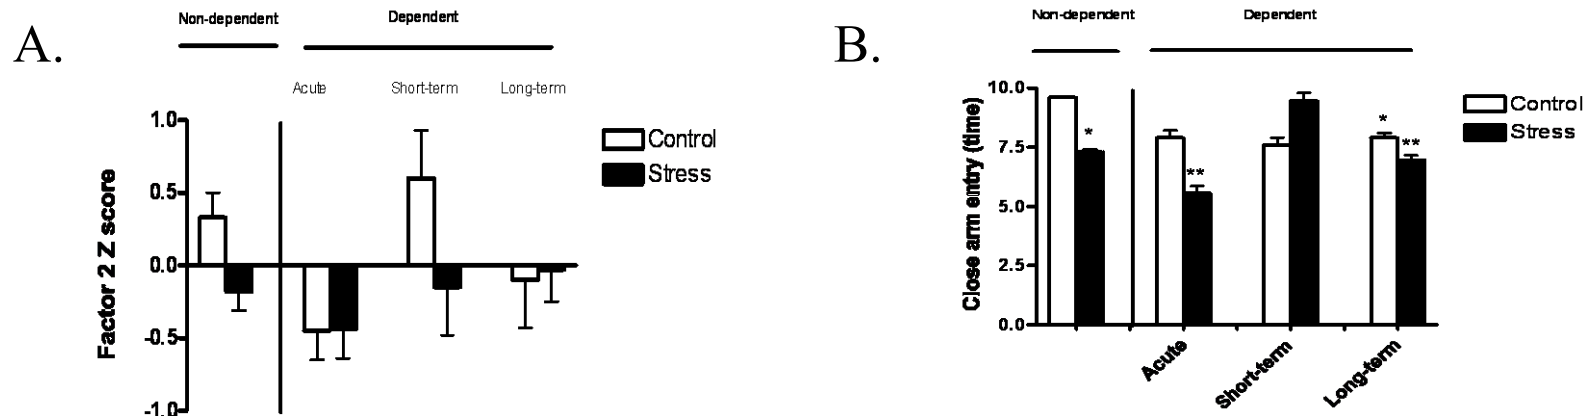 A.
Non-dependent
Dependent
Acute
Short-term
Long-term
Factor 2 Z score
1.0
0.5
0.0
-0.5
-1.0
Control
Stress
B.
Non-dependent
Dependent
Close arm entry (time)
10.0
7.5
5.0
2.5
0.0
*
**
*
**
Acute
Short-term
Long-term
Control
Stress